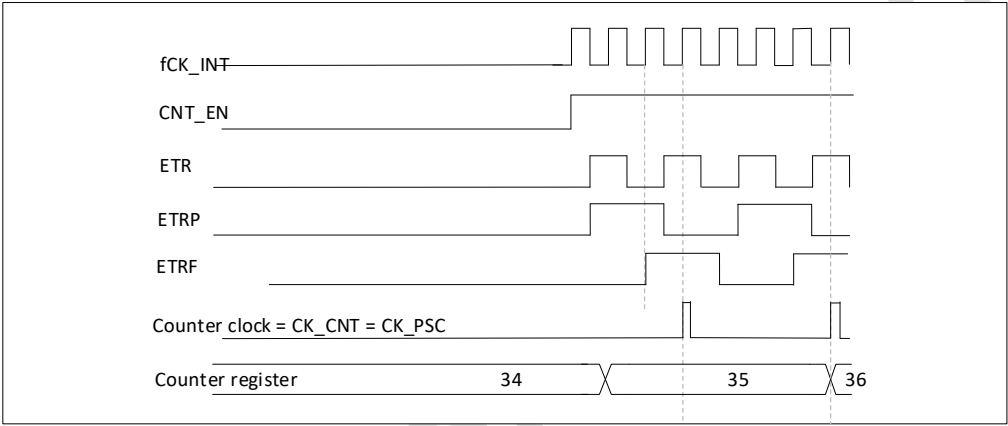 fCK_INT
CNT_EN
ETR
ETRP
ETRF
Counter clock = CK_CNT = CK_PSC
Counter register 34 35 36